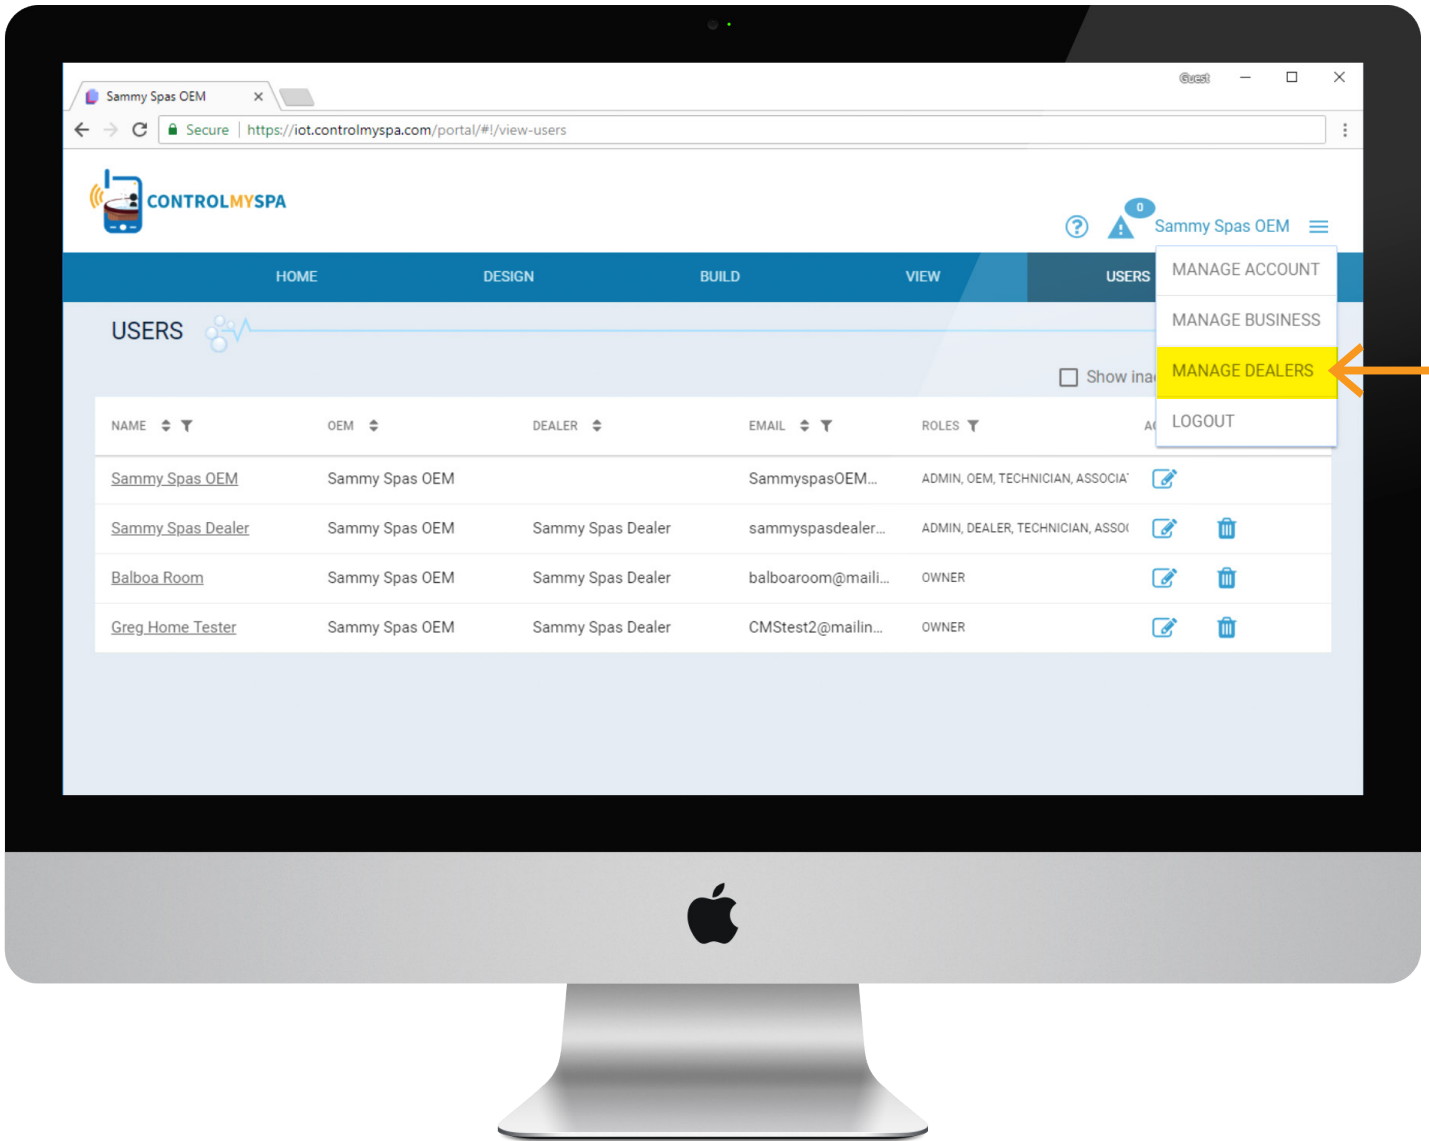 Guest
Sammy Spas OEM
Secure | https://iot.controlmyspa.com/portal/#!/view-users
CONTROLMYSPA
0
Sammy Spas OEM
HOME DESIGN BUILD VIEW USERS
MANAGE ACCOUNT
MANAGE BUSINESS
MANAGE DEALERS
LOGOUT
USERS
Show ina
NAME OEM DEALER EMAIL ROLES A
Sammy Spas OEM Sammy Spas OEM SammyspasOEM... ADMIN, OEM, TECHNICIAN, ASSOCIA
Sammy Spas Dealer Sammy Spas OEM Sammy Spas Dealer sammyspasdealer... ADMIN, DEALER, TECHNICIAN, ASSO
Balboa Room Sammy Spas OEM Sammy Spas Dealer balboaroom@maili... OWNER
Greg Home Tester Sammy Spas OEM Sammy Spas Dealer CMStest2@mailin... OWNER